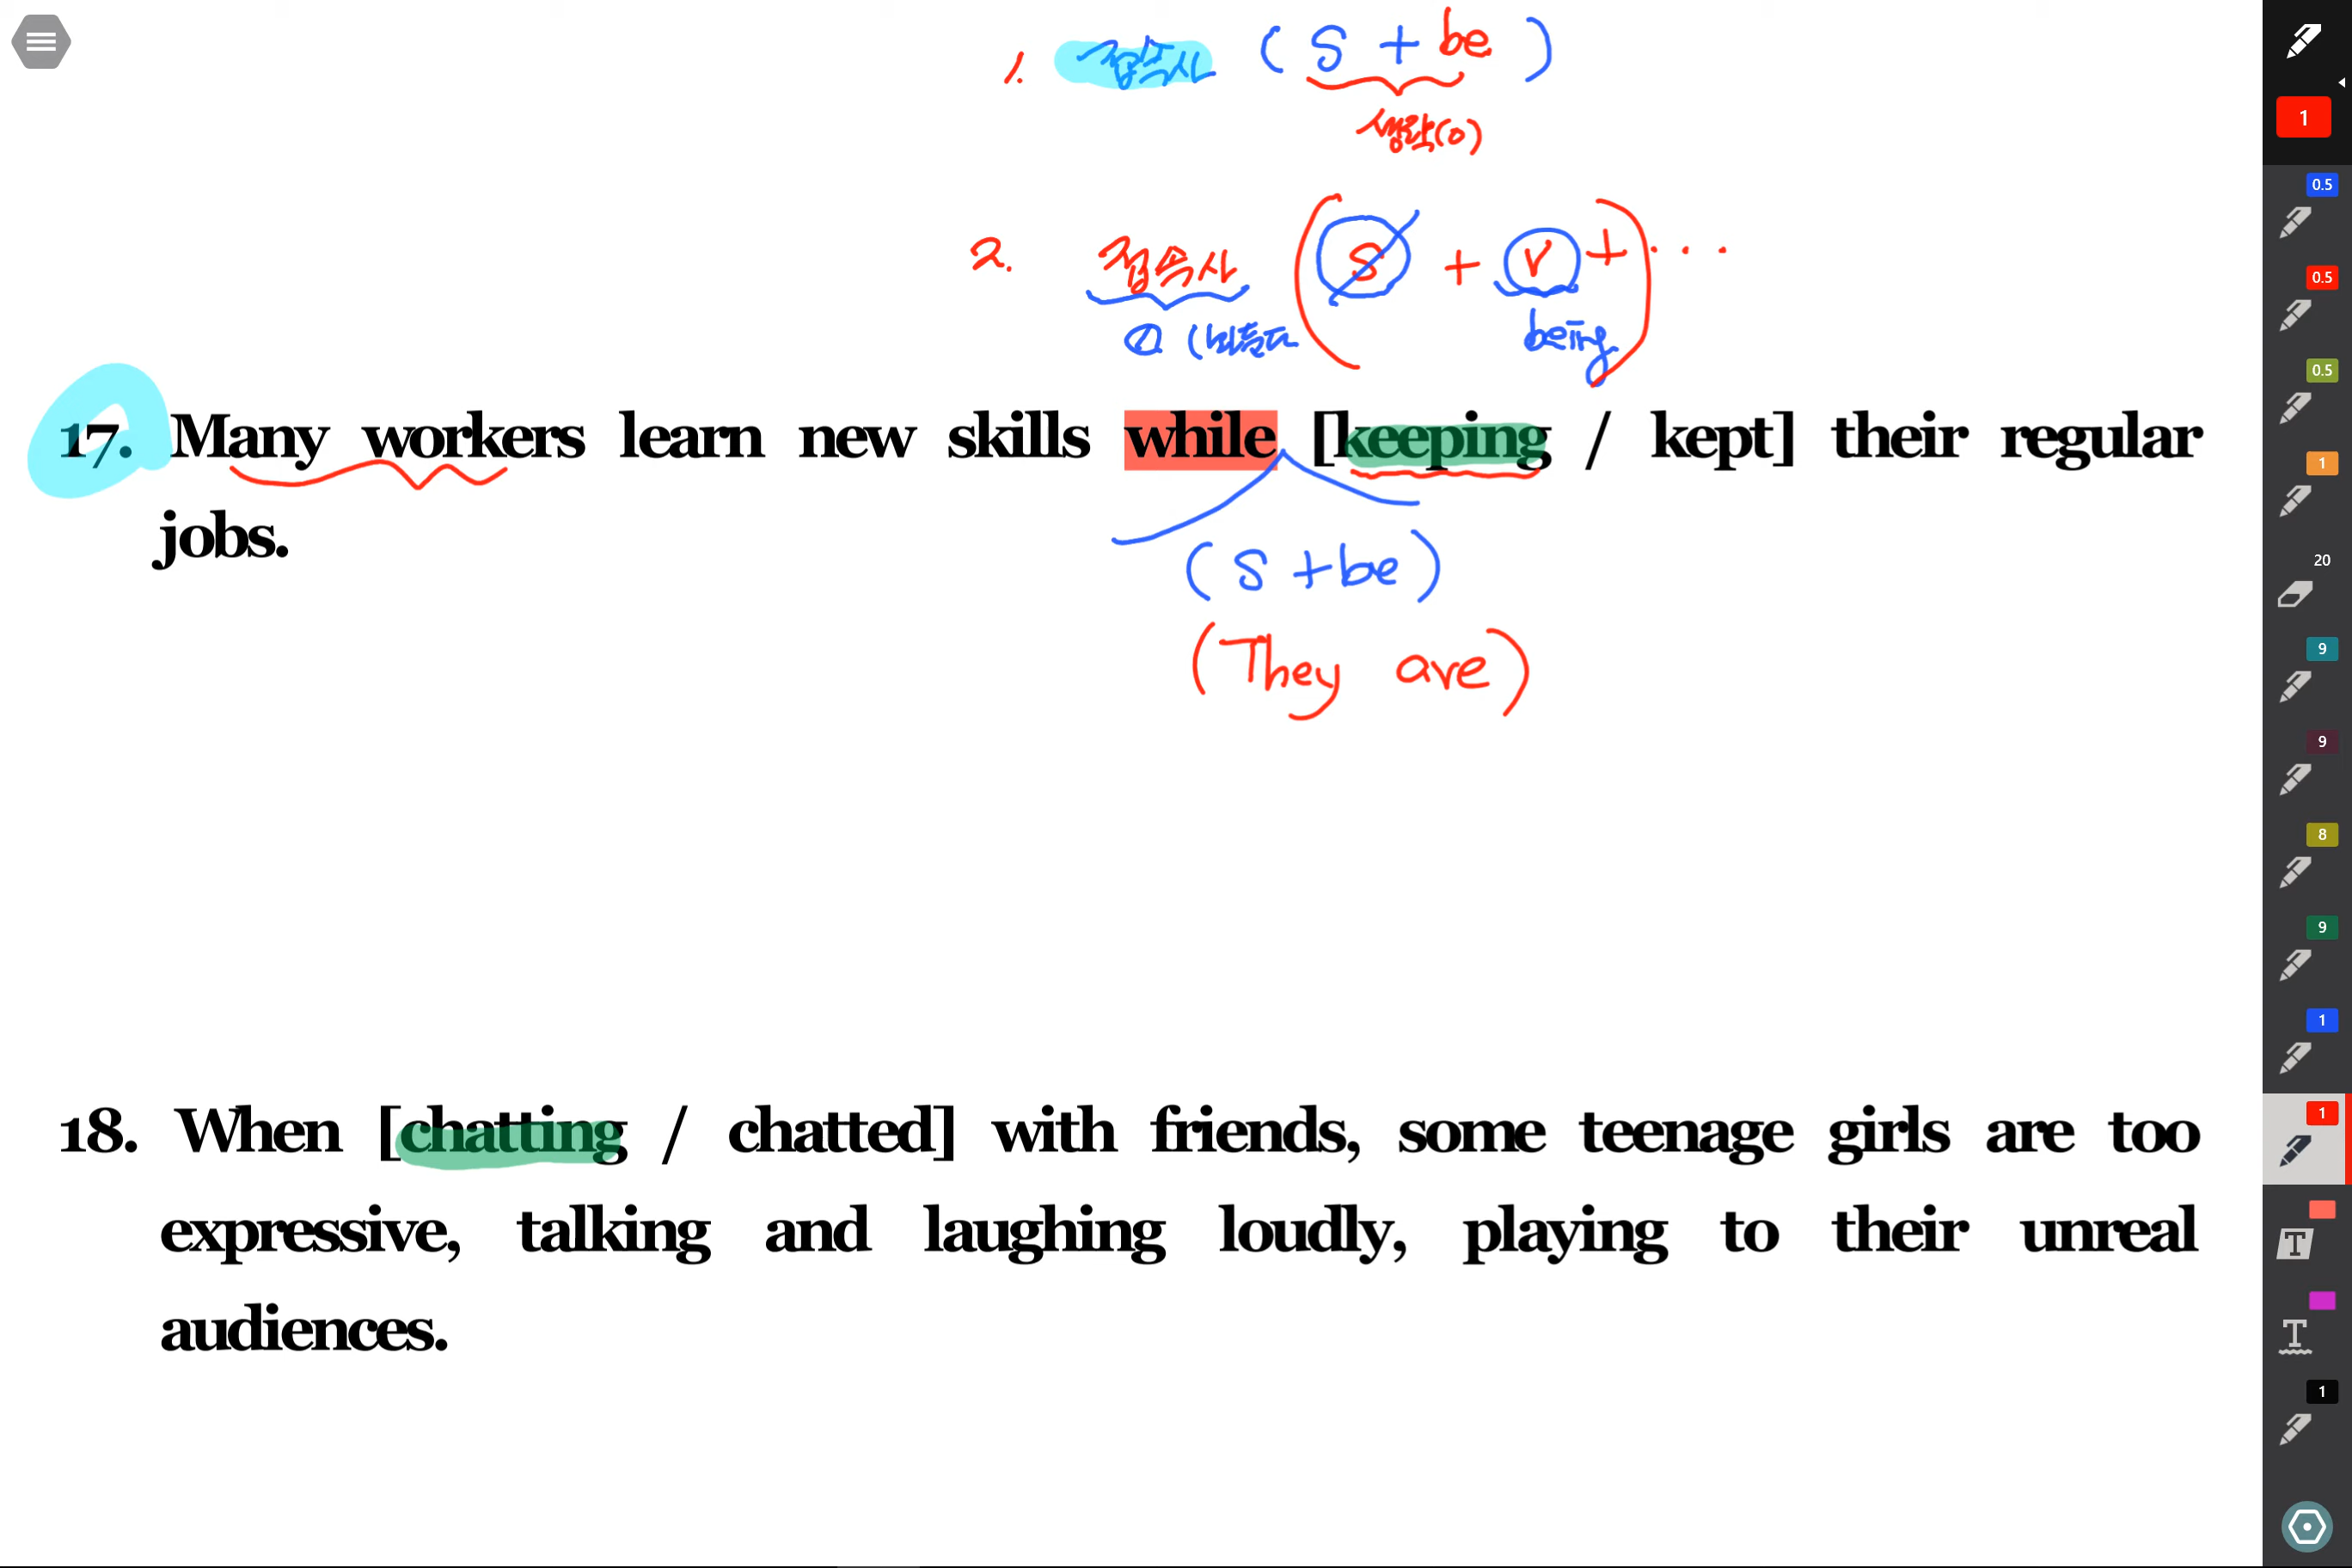 1. 접속사 (S + be)
생략(O)
2. 접속사 (S + V + ) ...
being
17. Many workers learn new skills while [keeping / kept] their regular
jobs.
(S + be)
(They are)
18. When [chatting / chatted] with friends, some teenage girls are too
expressive, talking and laughing loudly, playing to their unreal
audiences.
1
0.5
0.5
0.5
1
20
9
9
8
9
1
1
T
T
1